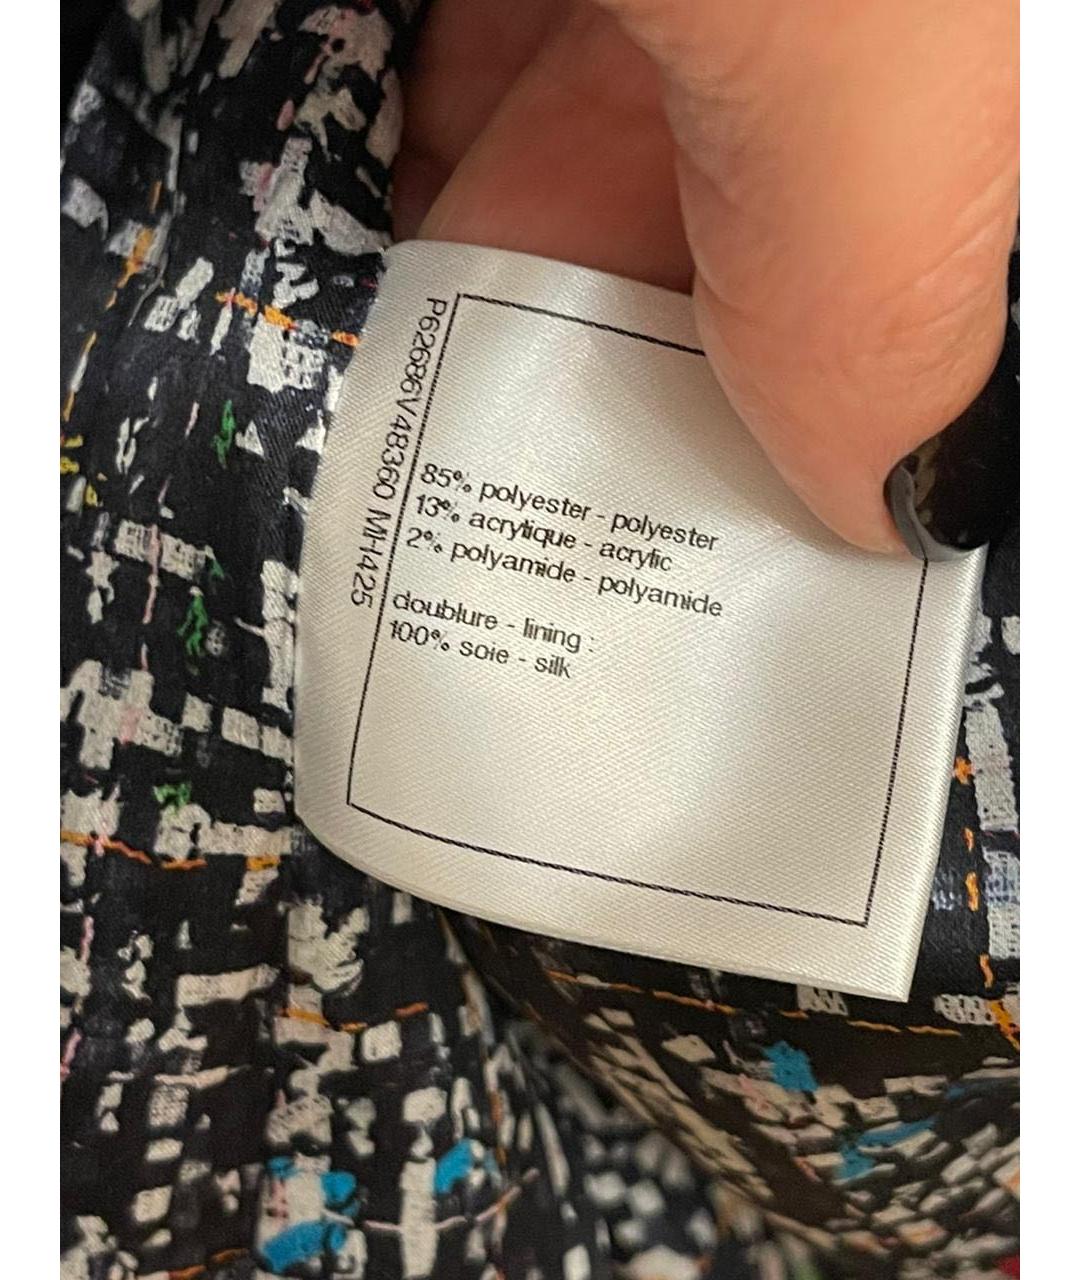 P62686V48360 MH425
85% polyester - polyester
13% acrylique - acrylic
2% polyamide - polyamide
doublure - lining :
100% soie - silk